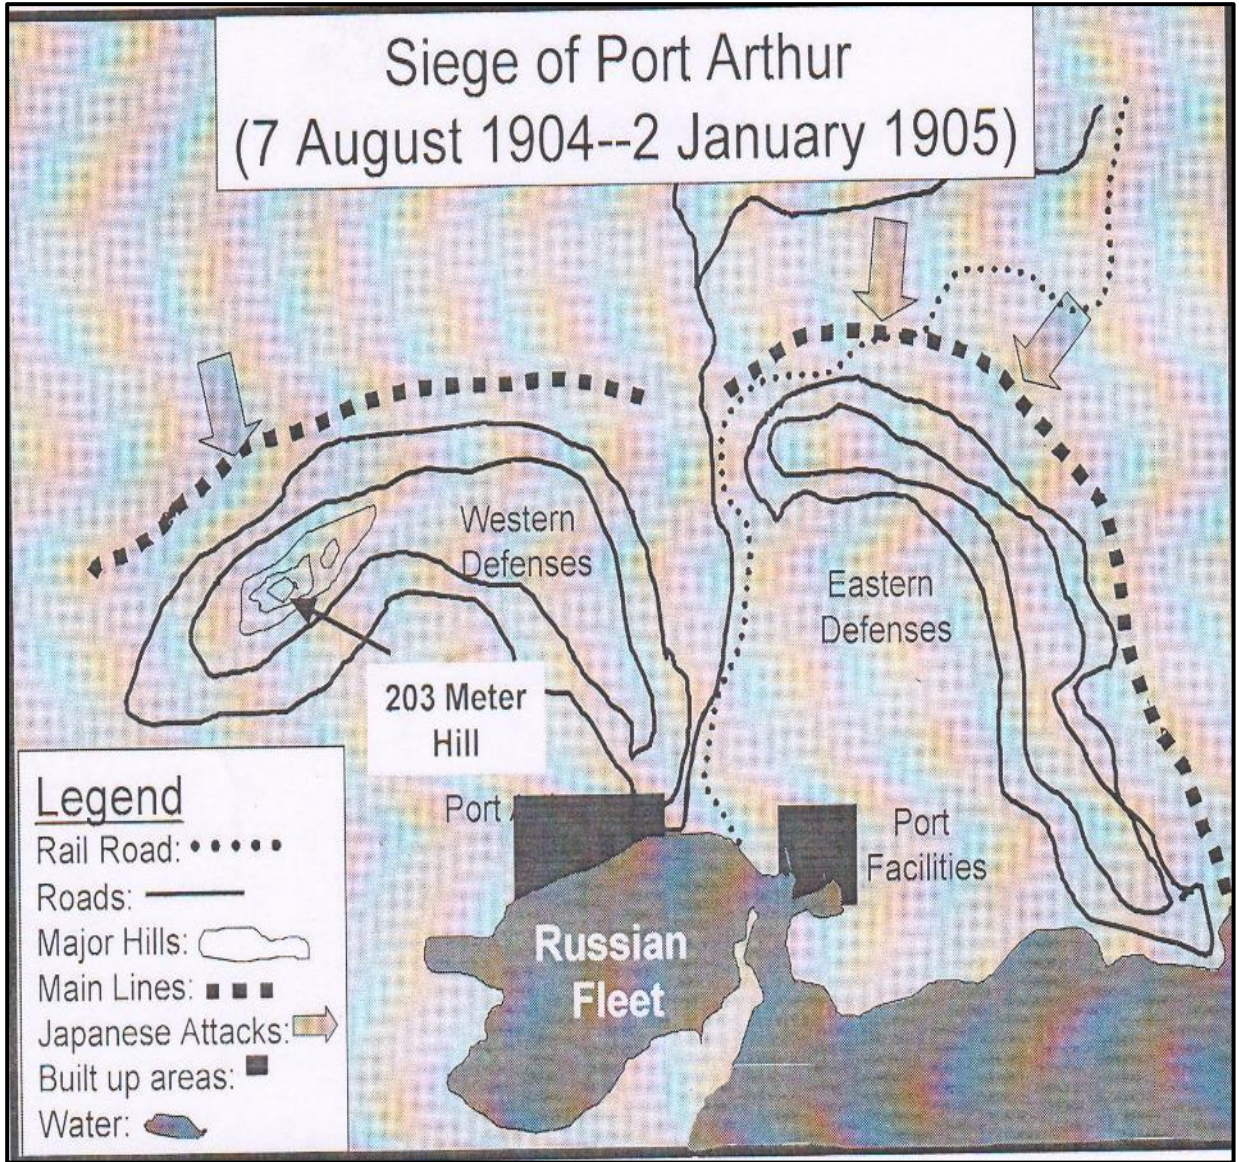 Siege of Port Arthur
(7 August 1904--2 January 1905)
Western
Defenses
Eastern
Defenses
203 Meter
Hill
Port
Port
Facilities
Russian
Fleet
Legend
Rail Road:
Roads:
Major Hills:
Main Lines:
Japanese Attacks:
Built up areas:
Water: